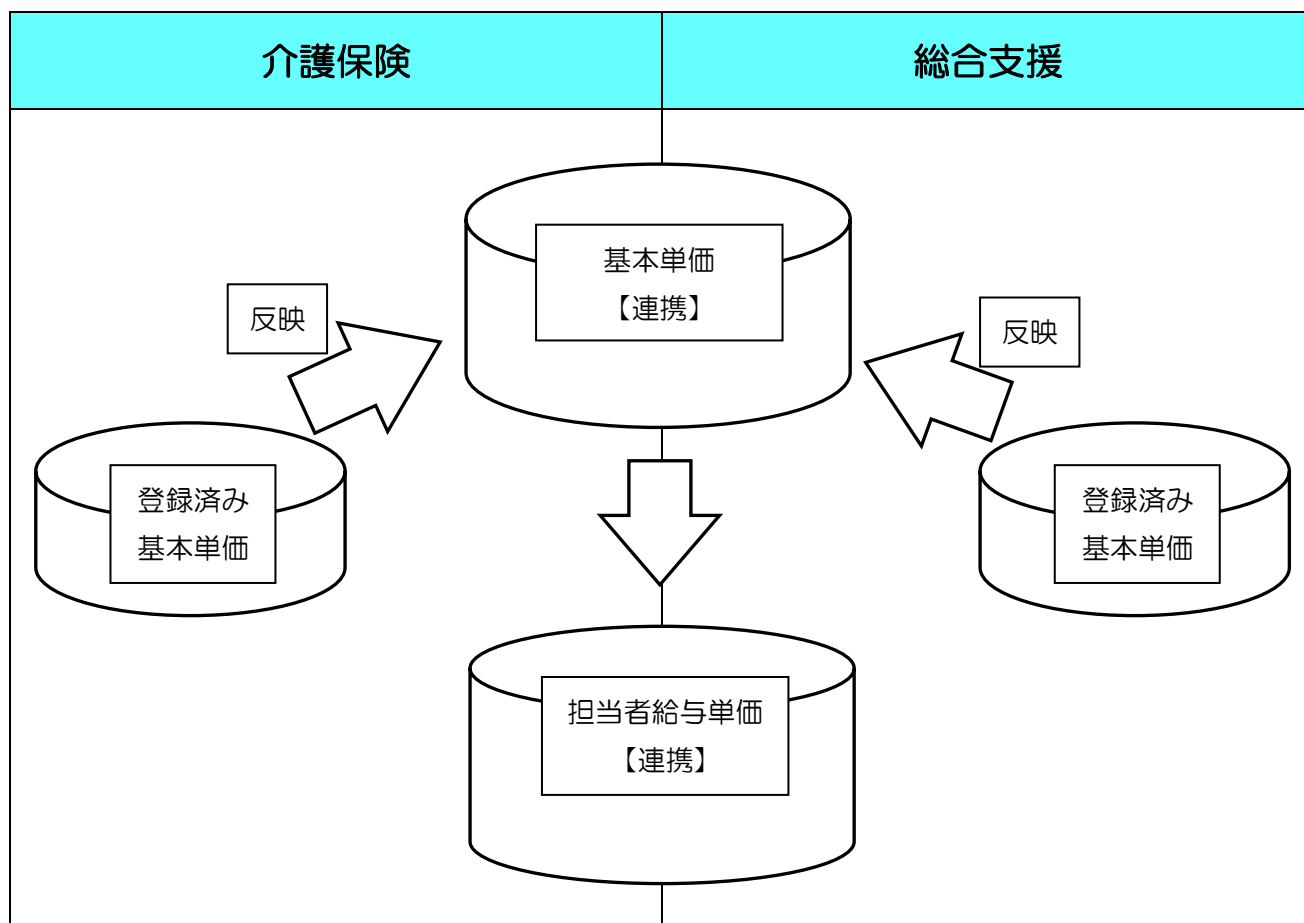 介護保険
総合支援
基本単価
【連携】
反映
反映
登録済み
基本単価
登録済み
基本単価
担当者給与単価
【連携】